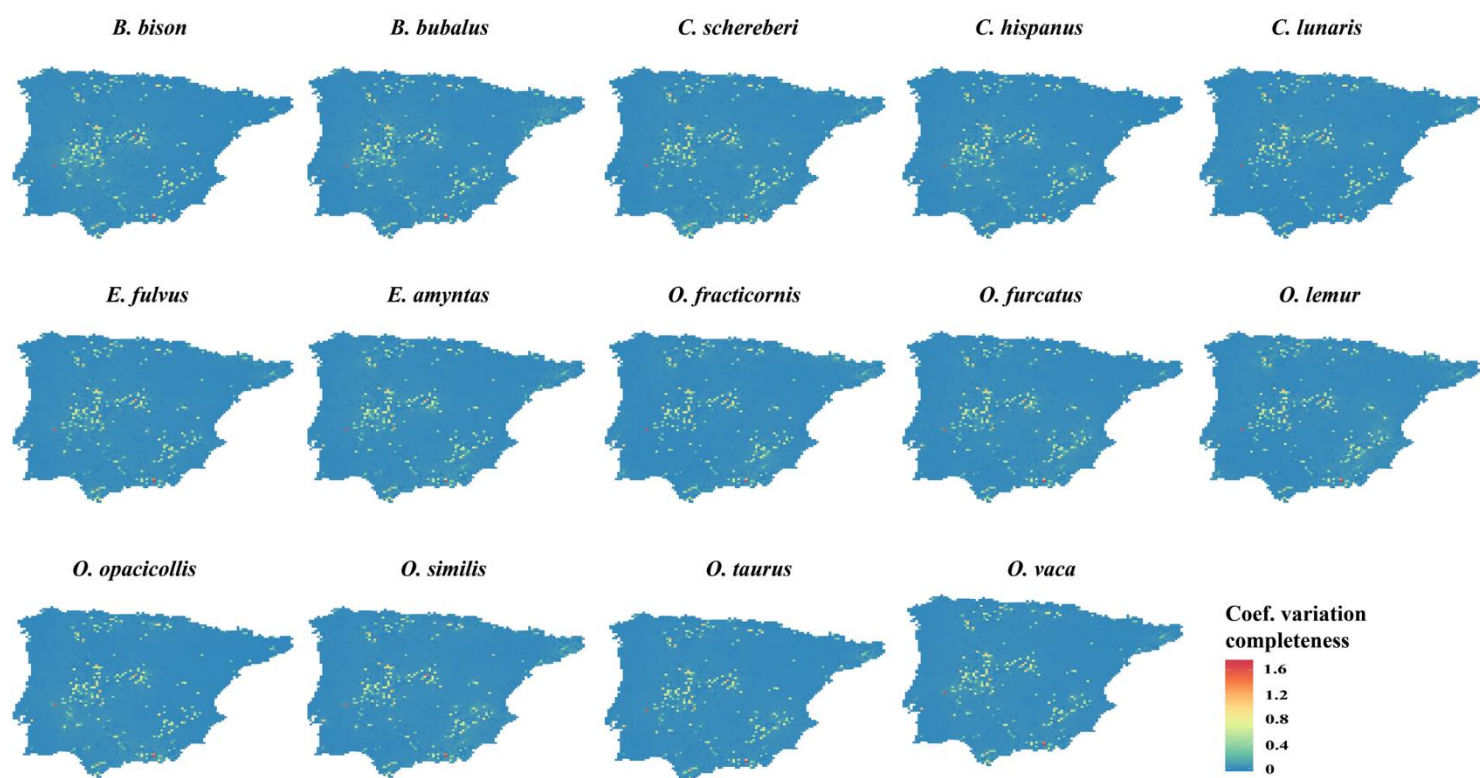 B. bison
B. bubalus
C. schereberi
C. hispanus
C. lunaris
E. fulvus
E. amyntas
O. fracticornis
O. furcatus
O. lemur
O. opacicollis
O. similis
O. taurus
O. vaca
Coef. variation
completeness
1.6
1.2
0.8
0.4
0